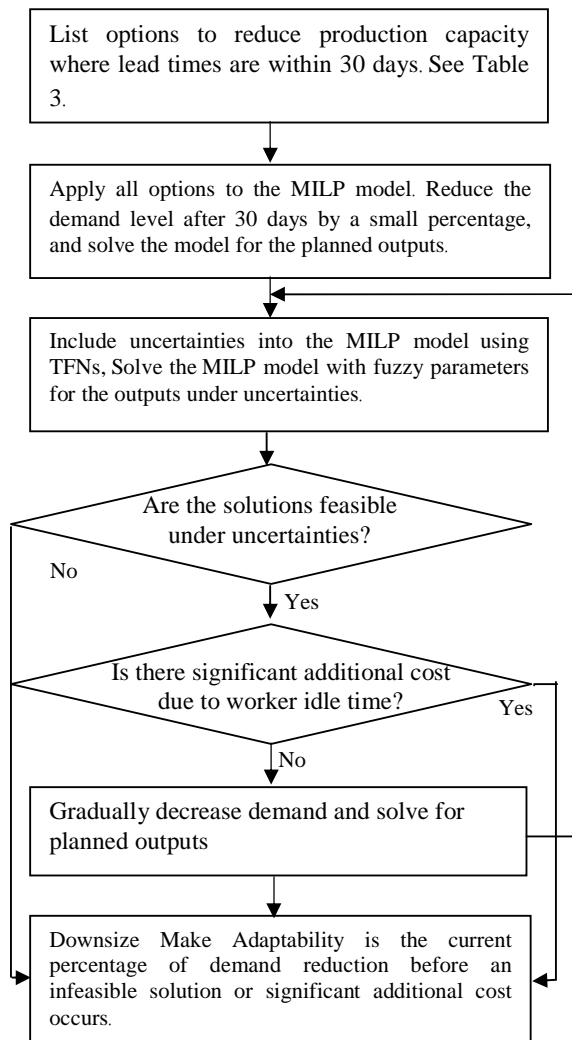 List options to reduce production capacity
where lead times are within 30 days. See Table
3.
Apply all options to the MILP model. Reduce the
demand level after 30 days by a small percentage,
and solve the model for the planned outputs.
Include uncertainties into the MILP model using
TFNs, Solve the MILP model with fuzzy parameters
for the outputs under uncertainties.
Are the solutions feasible
under uncertainties?
No
Yes
Is there significant additional cost
due to worker idle time?
Yes
No
Gradually decrease demand and solve for
planned outputs
Downsize Make Adaptability is the current
percentage of demand reduction before an
infeasible solution or significant additional cost
occurs.